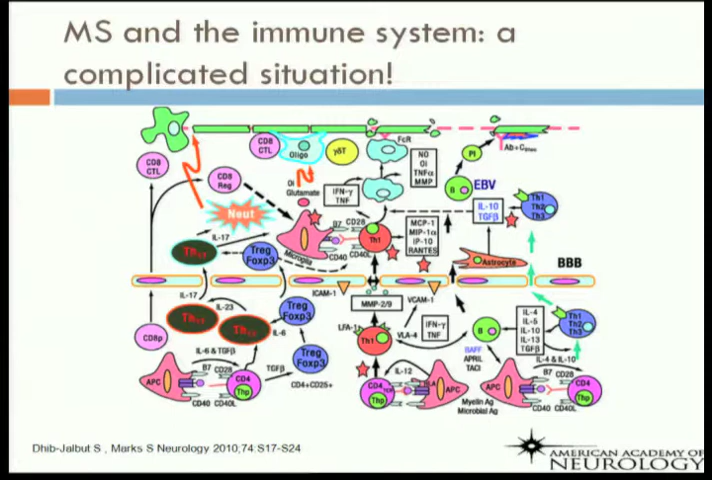 MS and the immune system: a
complicated situation!
CD8
CTL
CD8
CTL
Oligo
γδT
FcR
NO
OI
TNFα
MMP
PI
Ab+C
B
EBV
CD8
Reg
OI
Glutamate
IFN-γ
TNF
Neut
IL-10
TGFβ
Th1
Th2
Th3
B7 CD28
Th1
MCP-1
MIP-1α
IP-10
RANTES
IL-17
Treg
Foxp3
Microglia
CD40 CD40L
Astrocyte
BBB
ICAM-1
IL-17
IL-23
MMP-2/9
VCAM-1
Treg
Foxp3
IL-6
LFA-1
Th1
VLA-4
IFN-γ
TNF
B
IL-4
IL-5
IL-10
IL-13
TGFβ
Th1
Th2
Th3
CD8p
IL-6 & TGFβ
Treg
Foxp3
BAFF
APRIL
TACI
IL-4 & IL-10
B7 CD28
APC
CD4
Thp
TGFβ
CD4+CD25+
IL-12
CD4
Thp
APC
APC
B7 CD28
CD4
Thp
CD40 CD40L
Myelin Ag
Microbial Ag
CD40 CD40L
Dhib-Jalbut S , Marks S Neurology 2010;74:S17-S24
AMERICAN ACADEMY OF
NEUROLOGY